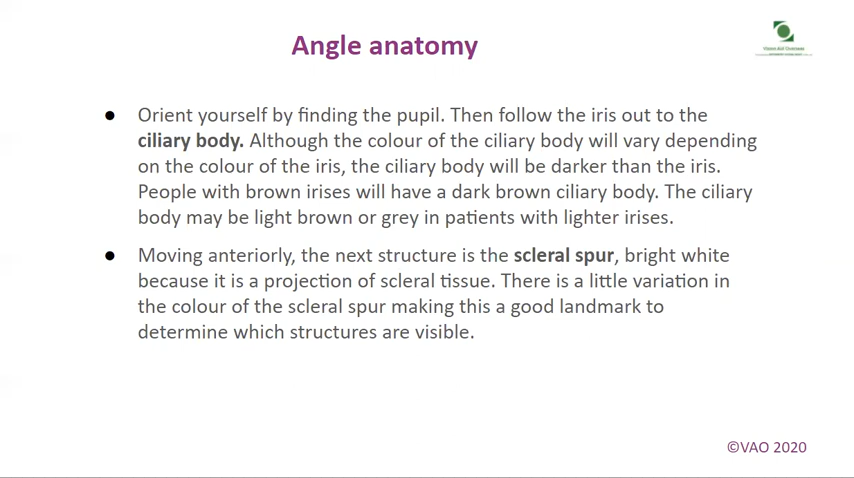 Angle anatomy
Vision Aid Overseas
● Orient yourself by finding the pupil. Then follow the iris out to the
ciliary body. Although the colour of the ciliary body will vary depending
on the colour of the iris, the ciliary body will be darker than the iris.
People with brown irises will have a dark brown ciliary body. The ciliary
body may be light brown or grey in patients with lighter irises.
● Moving anteriorly, the next structure is the scleral spur, bright white
because it is a projection of scleral tissue. There is a little variation in
the colour of the scleral spur making this a good landmark to
determine which structures are visible.
©VAO 2020